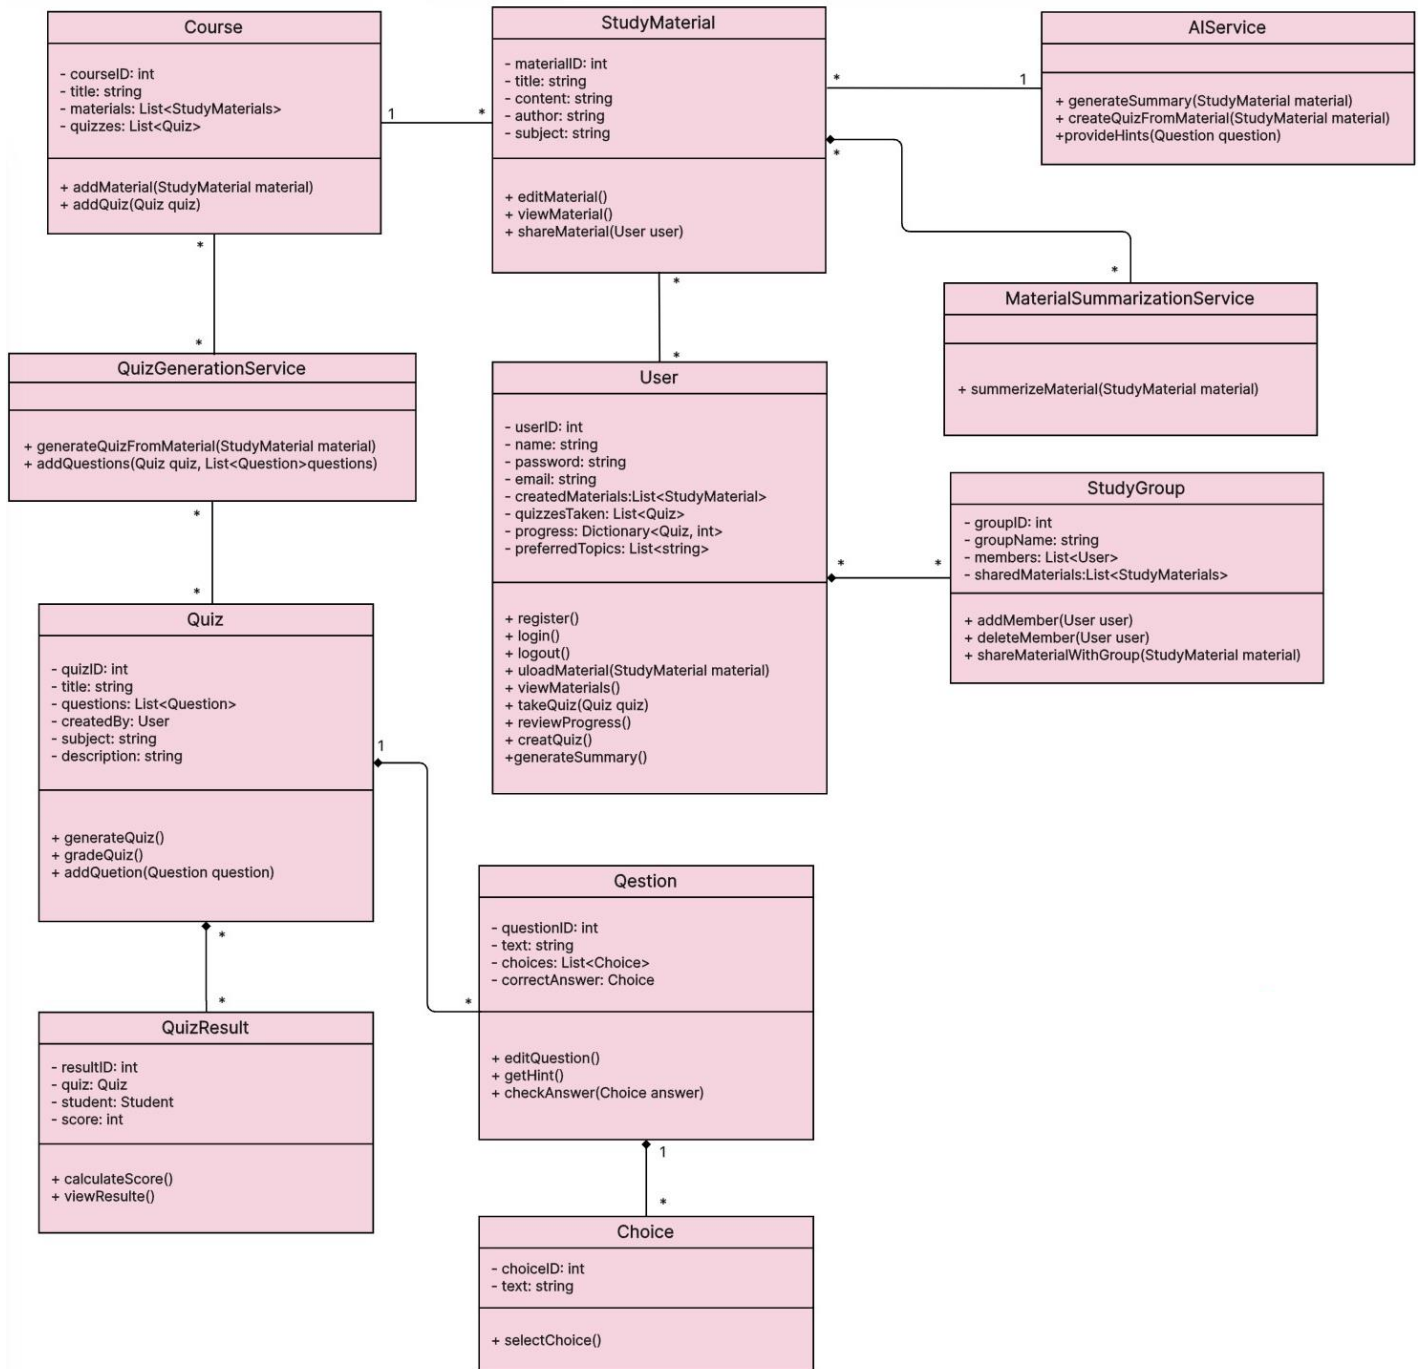 Course
- courseID: int
- title: string
- materials: List<StudyMaterials>
- quizzes: List<Quiz>
+ addMaterial(StudyMaterial material)
+ addQuiz(Quiz quiz)
1
*
StudyMaterial
- materialID: int
- title: string
- content: string
- author: string
- subject: string
+ editMaterial()
+ viewMaterial()
+ shareMaterial(User user)
*
1
AIService
+ generateSummary(StudyMaterial material)
+ createQuizFromMaterial(StudyMaterial material)
+provideHints(Question question)
*
*
MaterialSummarizationService
+ summerizeMaterial(StudyMaterial material)
*
*
QuizGenerationService
+ generateQuizFromMaterial(StudyMaterial material)
+ addQuestions(Quiz quiz, List<Question>questions)
*
*
User
- userID: int
- name: string
- password: string
- email: string
- createdMaterials:List<StudyMaterial>
- quizzesTaken: List<Quiz>
- progress: Dictionary<Quiz, int>
- preferredTopics: List<string>
+ register()
+ login()
+ logout()
+ uloadMaterial(StudyMaterial material)
+ viewMaterials()
+ takeQuiz(Quiz quiz)
+ reviewProgress()
+ creatQuiz()
+generateSummary()
*
*
StudyGroup
- groupID: int
- groupName: string
- members: List<User>
- sharedMaterials:List<StudyMaterials>
+ addMember(User user)
+ deleteMember(User user)
+ shareMaterialWithGroup(StudyMaterial material)
*
*
Quiz
- quizID: int
- title: string
- questions: List<Question>
- createdBy: User
- subject: string
- description: string
+ generateQuiz()
+ gradeQuiz()
+ addQuetion(Question question)
1
*
Qestion
- questionID: int
- text: string
- choices: List<Choice>
- correctAnswer: Choice
+ editQuestion()
+ getHint()
+ checkAnswer(Choice answer)
*
*
QuizResult
- resultID: int
- quiz: Quiz
- student: Student
- score: int
+ calculateScore()
+ viewResulte()
1
*
Choice
- choiceID: int
- text: string
+ selectChoice()